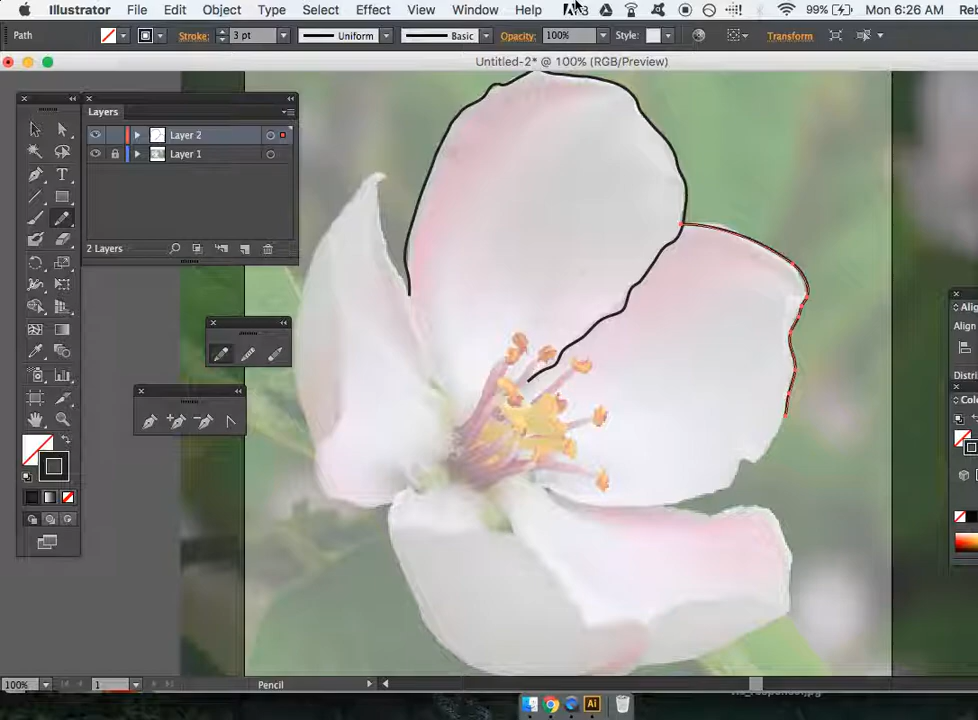 Illustrator File Edit Object Type Select Effect View Window Help 99% Mon 6:26 AM Reb
Path Stroke: 3 pt Uniform Basic Opacity: 100% Style: Transform
Untitled-2* @ 100% (RGB/Preview)
Layers
Layer 2
Layer 1
2 Layers
Alig
Align
Distrib
Colo
100% 1 Pencil